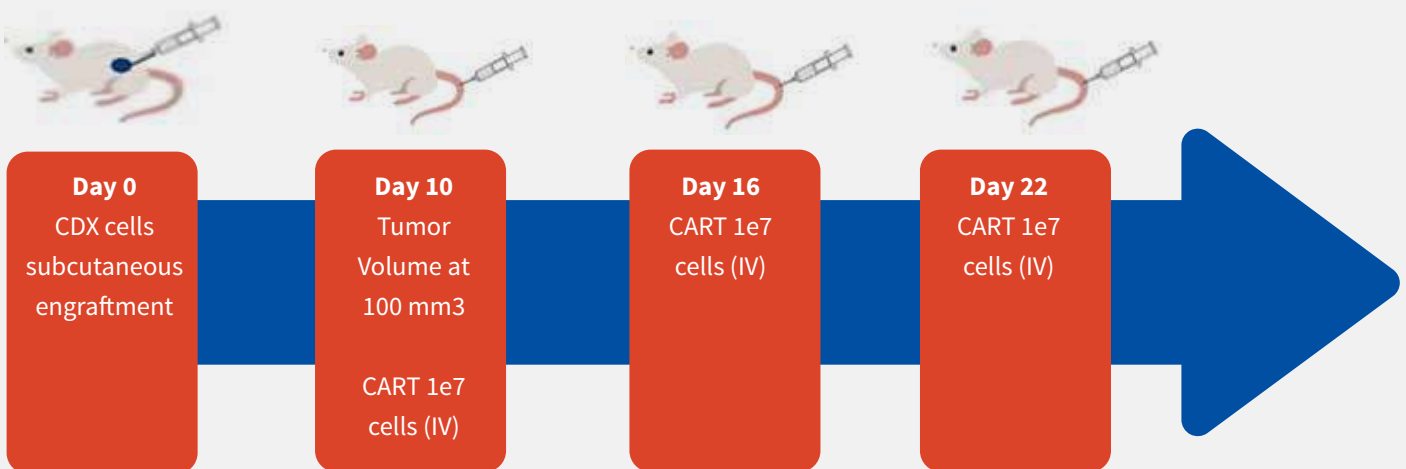 Day 0
CDX cells
subcutaneous
engraftment
Day 10
Tumor
Volume at
100 mm3
CART 1e7
cells (IV)
Day 16
CART 1e7
cells (IV)
Day 22
CART 1e7
cells (IV)